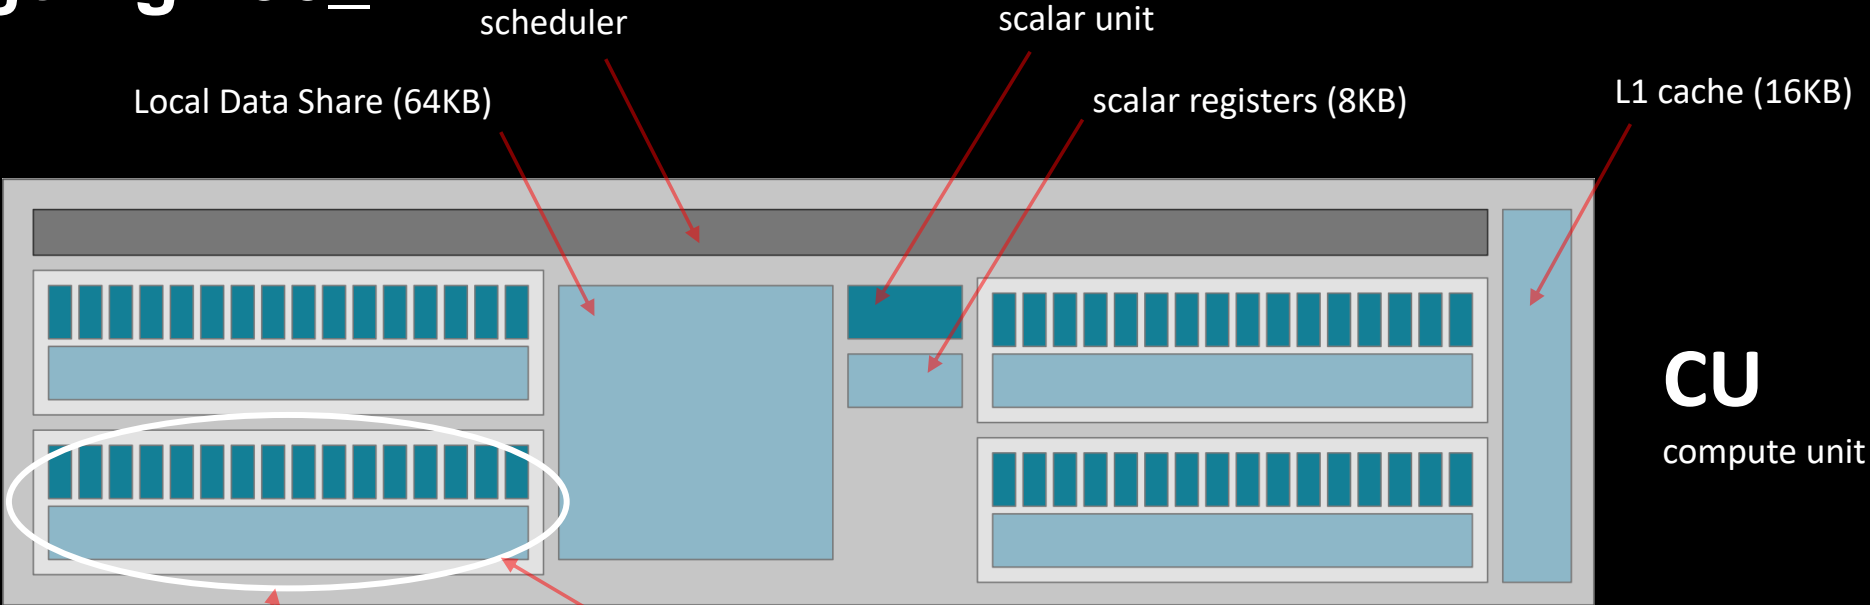 scheduler
scalar unit
Local Data Share (64KB)
scalar registers (8KB)
L1 cache (16KB)
CU
compute unit